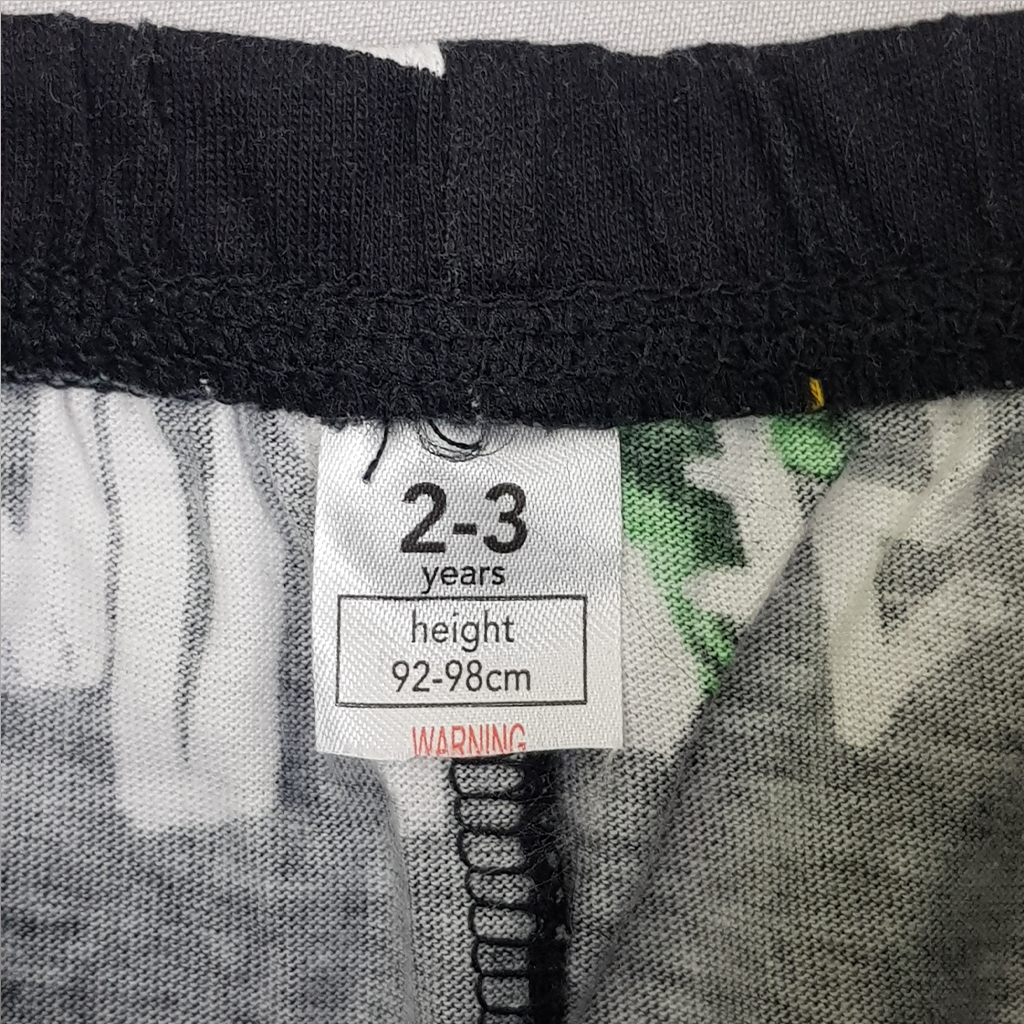 2-3
years
height
92-98cm
WARNING